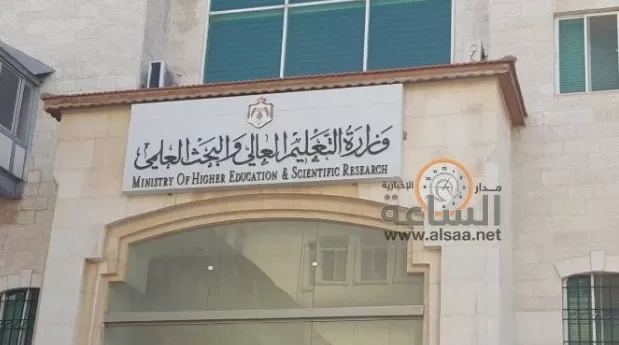 وزارة التعليم العالي والبحث العلمي
MINISTRY OF HIGHER EDUCATION & SCIENTIFIC RESEARCH
مدار
الإخبارية
الساعة
www.alsaa.net